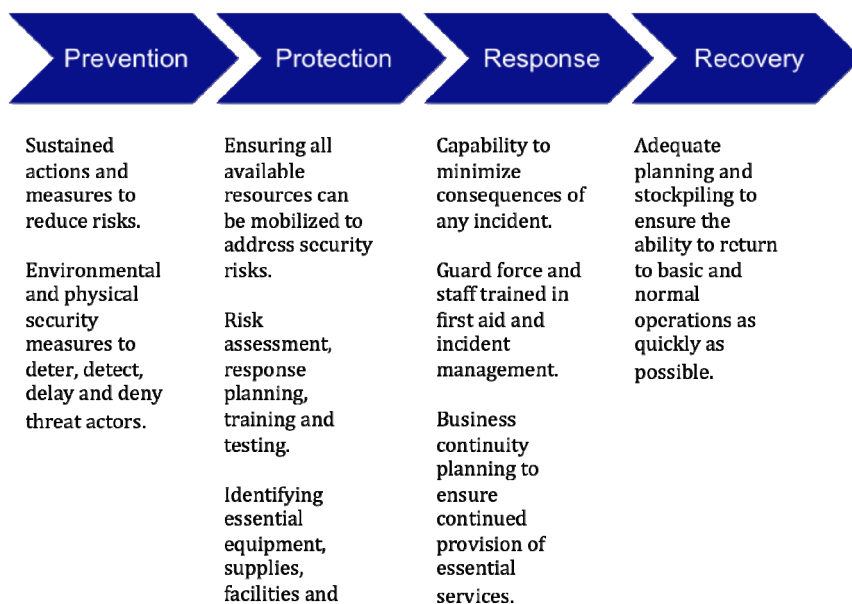 Prevention
Protection
Response
Recovery
Sustained
actions and
measures to
reduce risks.
Environmental
and physical
security
measures to
deter, detect,
delay and deny
threat actors.
Ensuring all
available
resources can
be mobilized to
address security
risks.
Risk
assessment,
response
planning,
training and
testing.
Identifying
essential
equipment,
supplies,
facilities and
Capability to
minimize
consequences of
any incident.
Guard force and
staff trained in
first aid and
incident
management.
Business
continuity
planning to
ensure
continued
provision of
essential
services.
Adequate
planning and
stockpiling to
ensure the
ability to return
to basic and
normal
operations as
quickly as
possible.